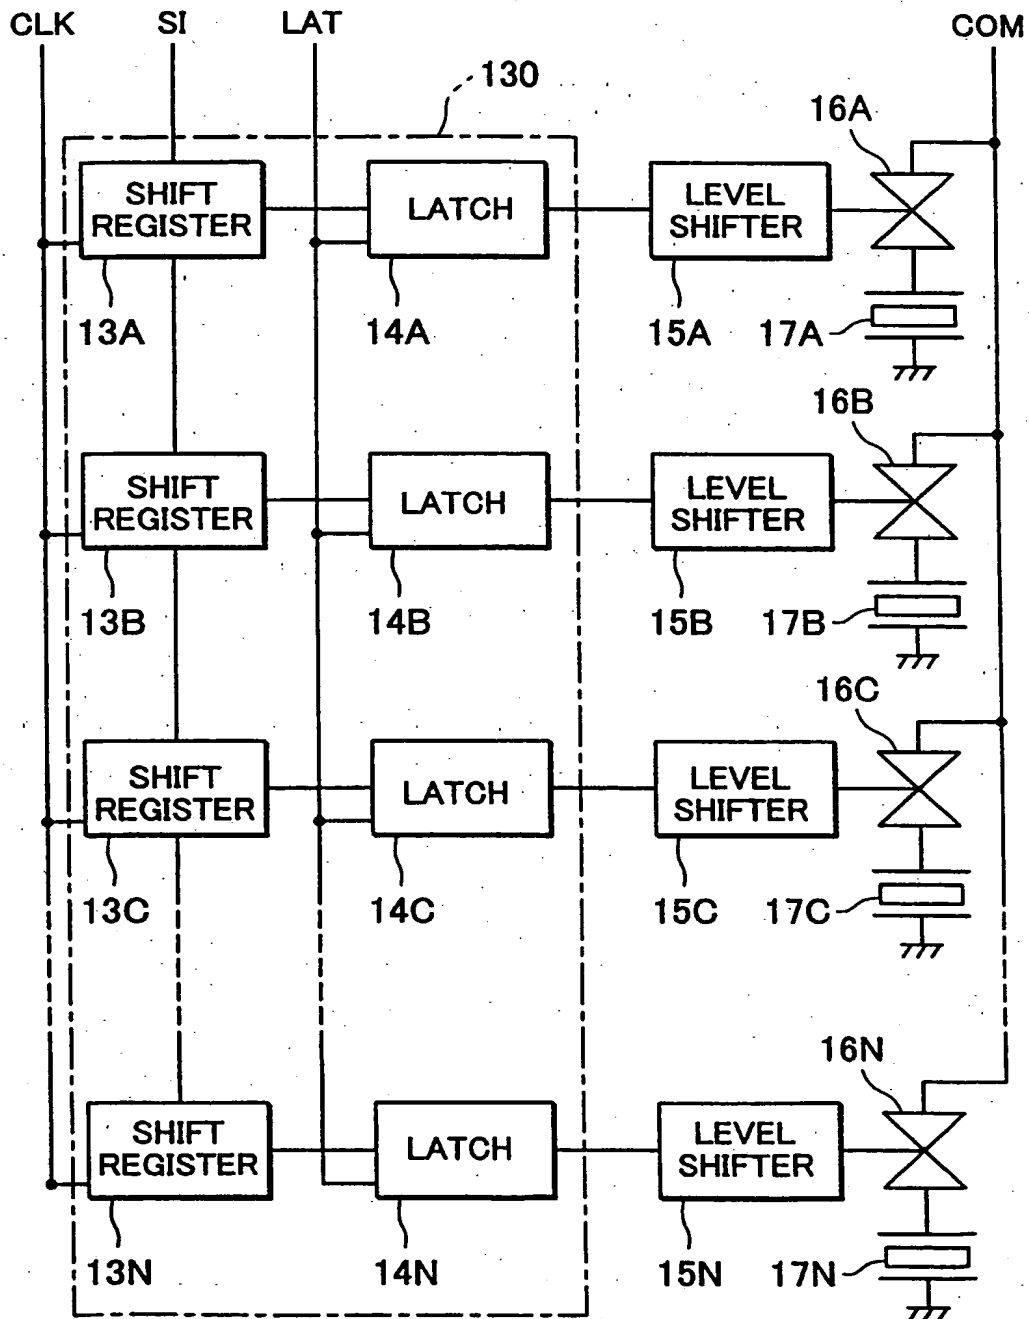 CLK SI LAT COM
130
16A
SHIFT
REGISTER
LATCH
LEVEL
SHIFTER
13A 14A 15A 17A
16B
SHIFT
REGISTER
LATCH
LEVEL
SHIFTER
13B 14B 15B 17B
16C
SHIFT
REGISTER
LATCH
LEVEL
SHIFTER
13C 14C 15C 17C
16N
SHIFT
REGISTER
LATCH
LEVEL
SHIFTER
13N 14N 15N 17N